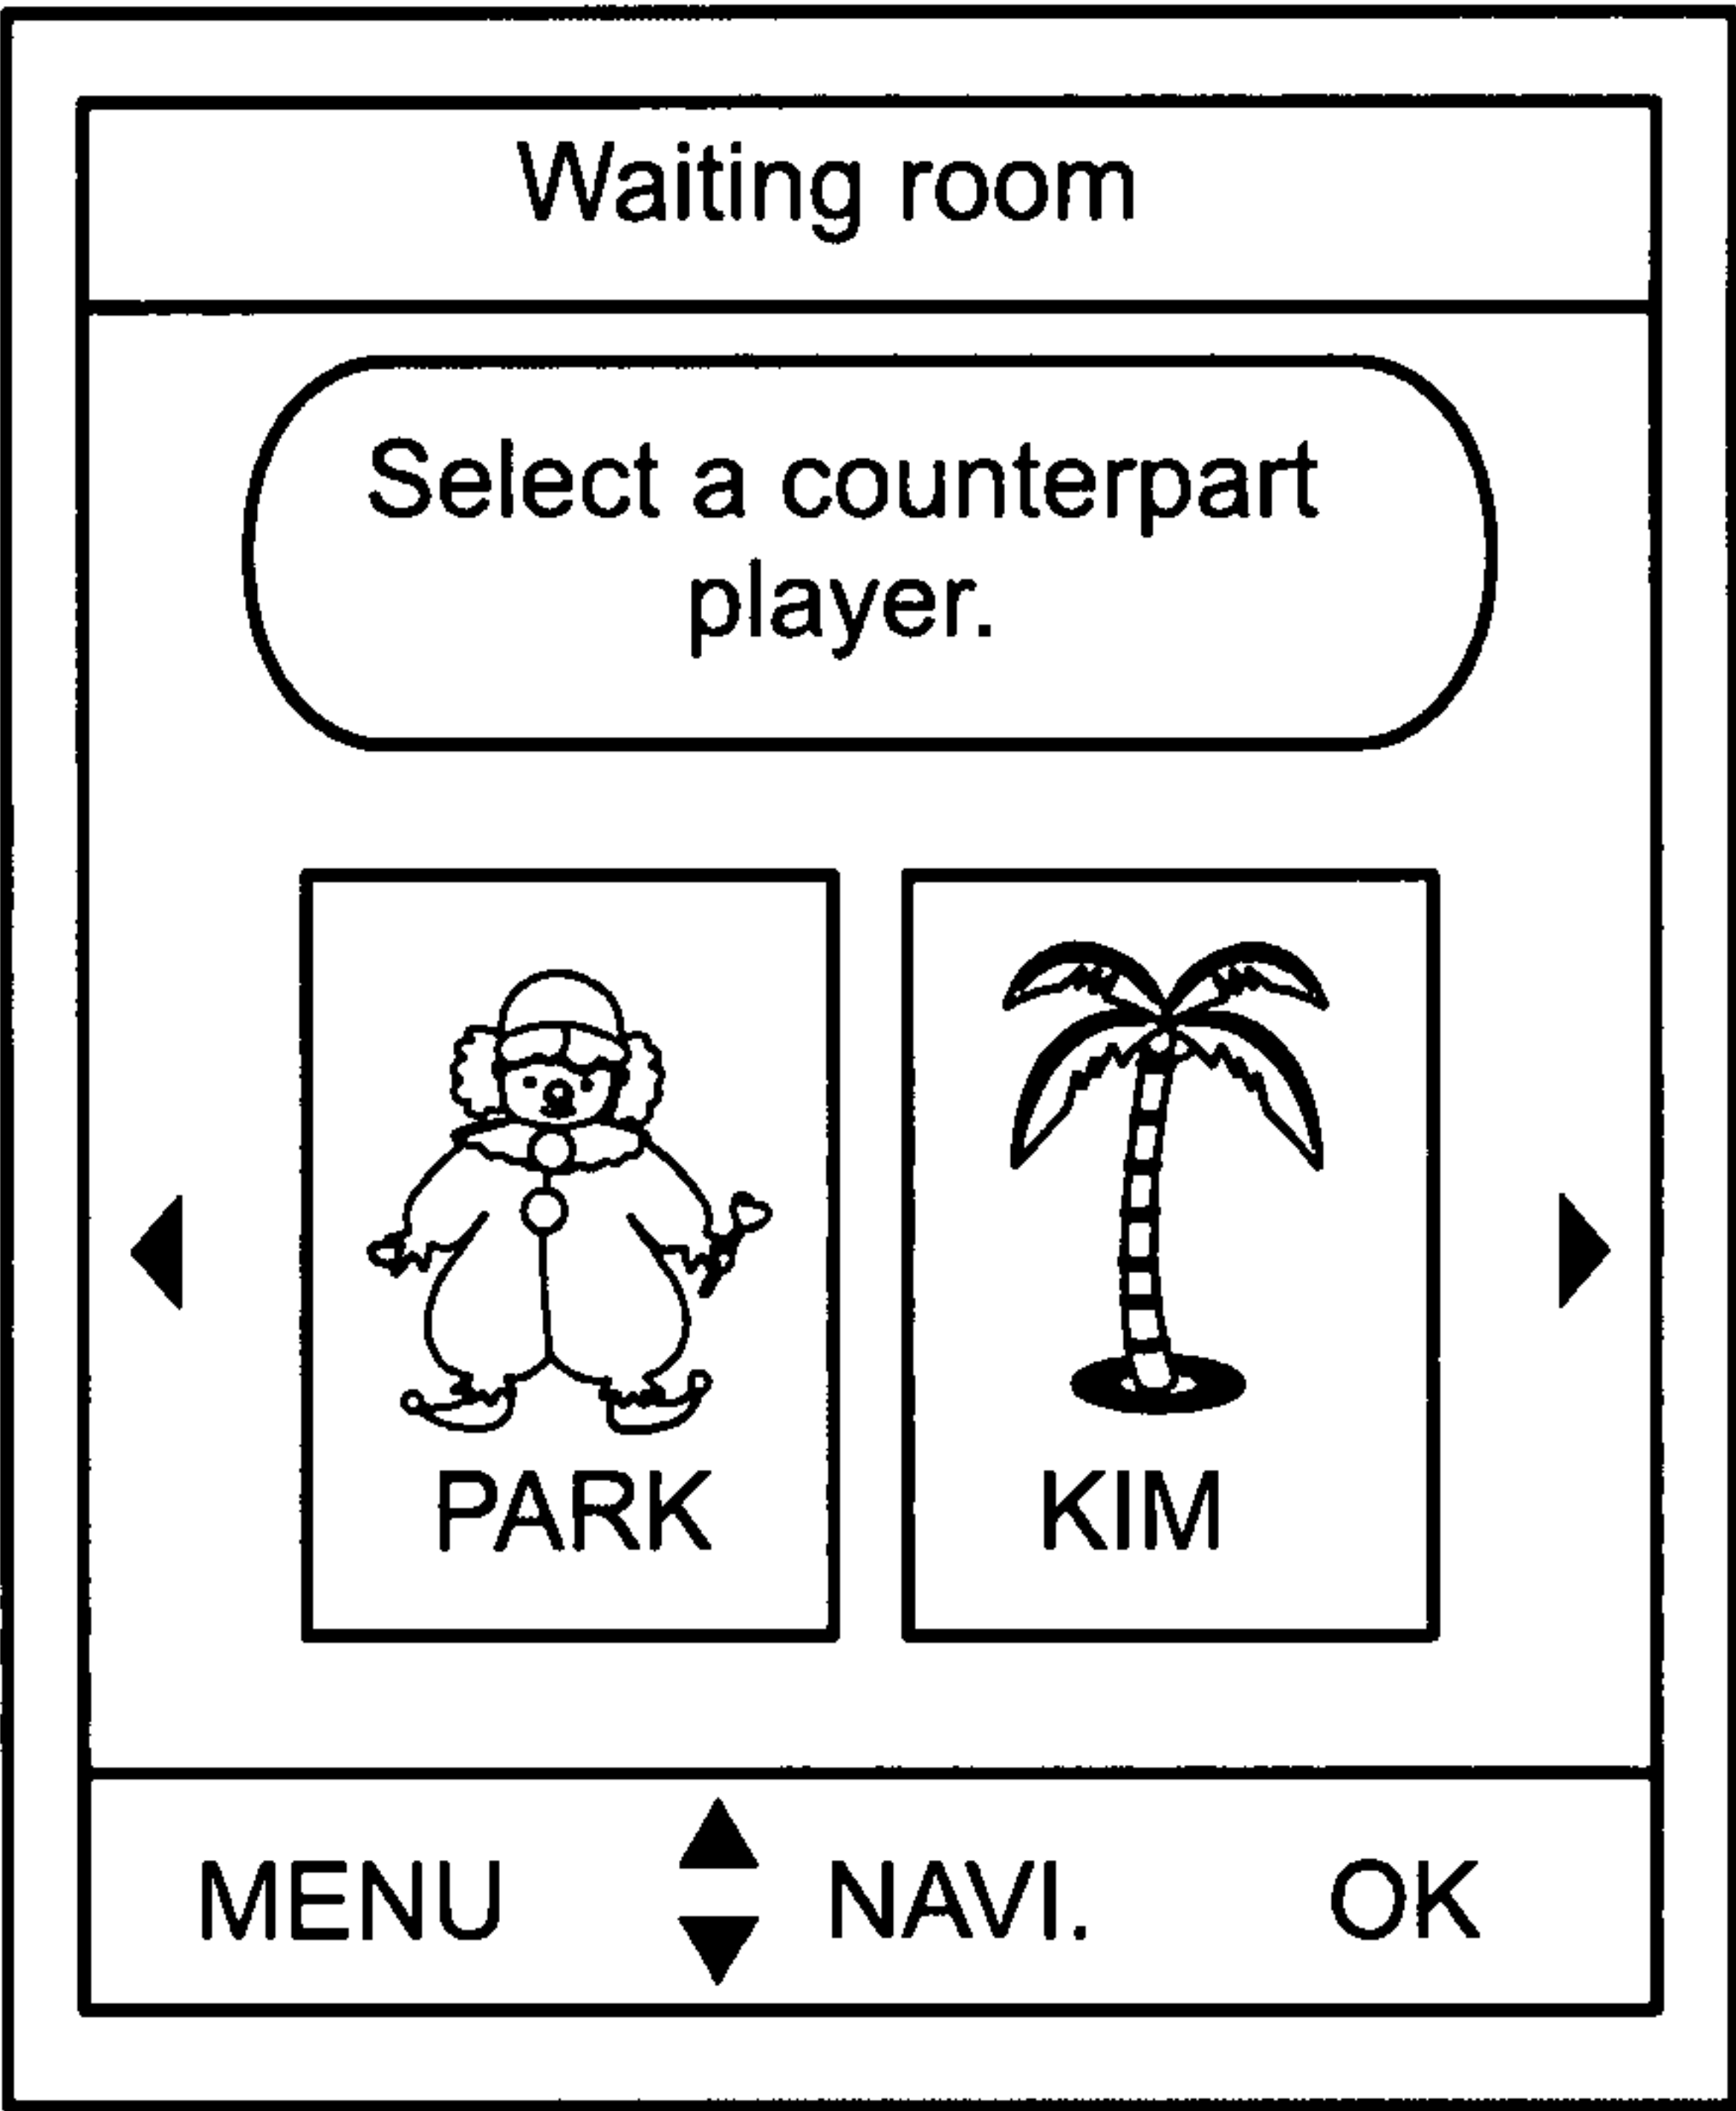 Waiting room
Select a counterpart
player.
PARK
KIM
MENU NAVI. OK